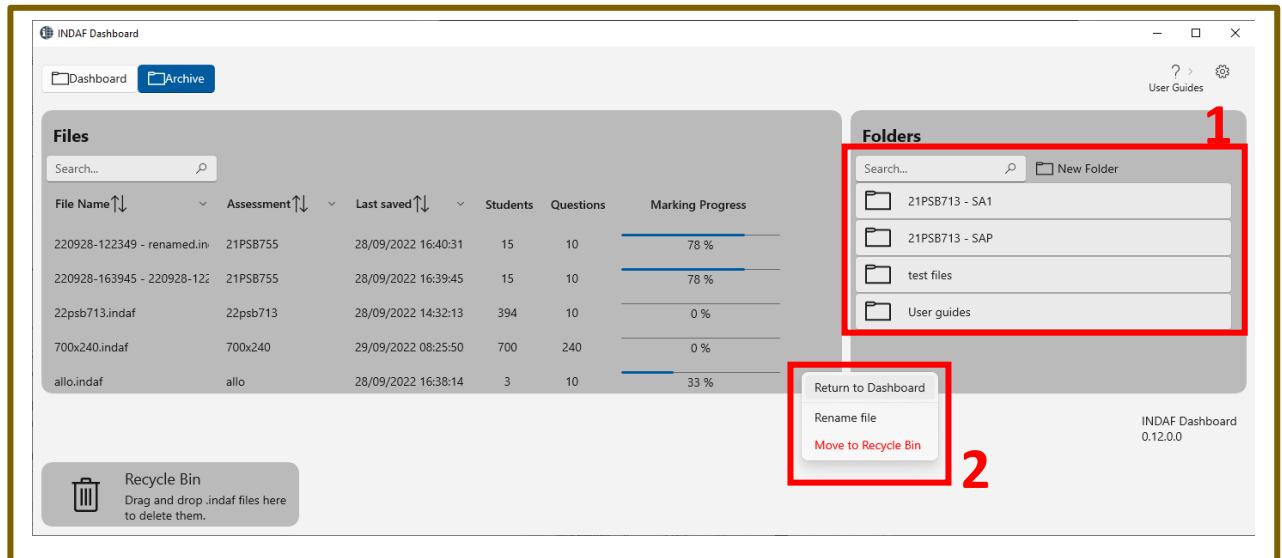 INDAF Dashboard
Dashboard Archive
? >
User Guides
Files
Search...
File Name Assessment Last saved Students Questions Marking Progress
220928-122349 - renamed.in 21PSB755 28/09/2022 16:40:31 15 10 78 %
220928-163945 - 220928-122 21PSB755 28/09/2022 16:39:45 15 10 78 %
22psb713.indaf 22psb713 28/09/2022 14:32:13 394 10 0 %
700x240.indaf 700x240 29/09/2022 08:25:50 700 240 0 %
allo.indaf allo 28/09/2022 16:38:14 3 10 33 %
Folders
1
Search... New Folder
21PSB713 - SA1
21PSB713 - SAP
test files
User guides
Return to Dashboard
Rename file
Move to Recycle Bin
2
INDAF Dashboard
0.12.0.0
Recycle Bin
Drag and drop .indaf files here
to delete them.